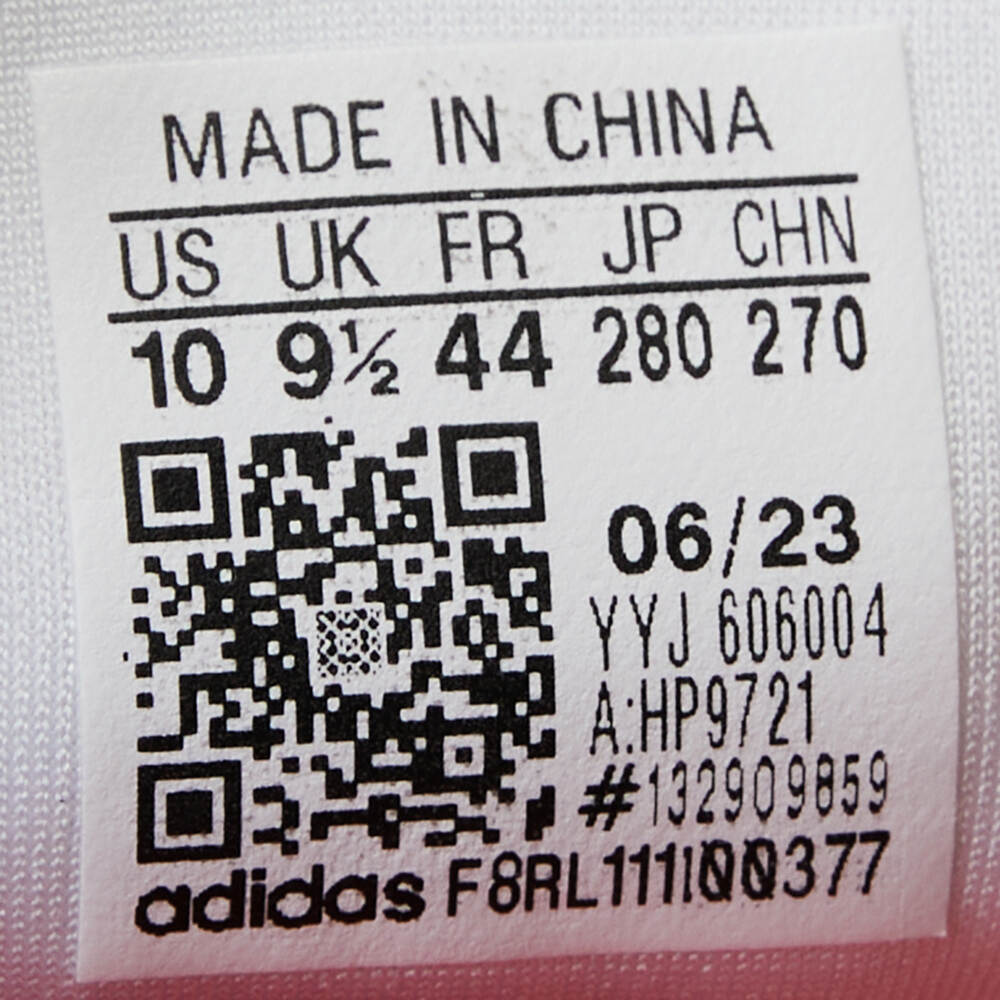 MADE IN CHINA
US UK FR JP CHN
10 9½ 44 280 270
06/23
YYJ 606004
A:HP9721
#132909859
adidas F8RL111I00377